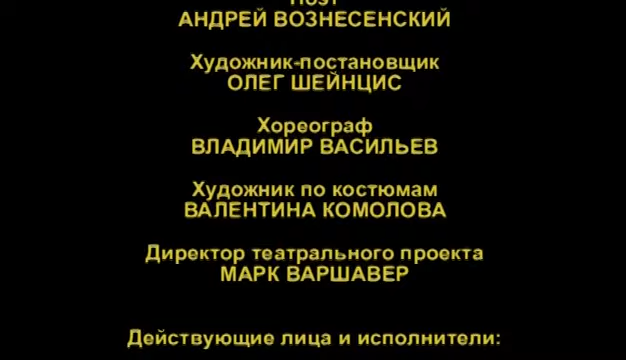 Поэт
АНДРЕЙ ВОЗНЕСЕНСКИЙ
Художник-постановщик
ОЛЕГ ШЕЙНЦИС
Хореограф
ВЛАДИМИР ВАСИЛЬЕВ
Художник по костюмам
ВАЛЕНТИНА КОМОЛОВА
Директор театрального проекта
МАРК ВАРШАВЕР
Действующие лица и исполнители: